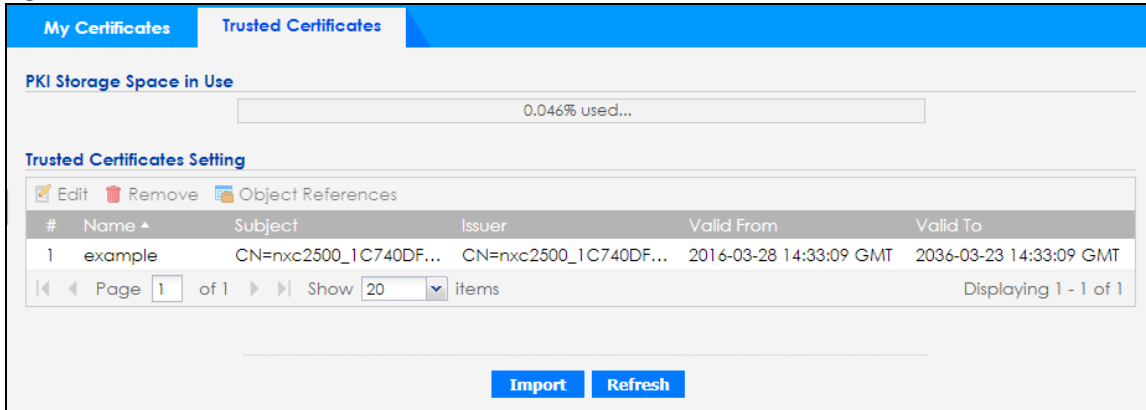 My Certificates Trusted Certificates
PKI Storage Space in Use
0.046% used...
Trusted Certificates Setting
Edit Remove Object References
# Name Subject Issuer Valid From Valid To
1 example CN=nxc2500_1C740DF... CN=nxc2500_1C740DF... 2016-03-28 14:33:09 GMT 2036-03-23 14:33:09 GMT
Page 1 of 1 Show 20 items Displaying 1 - 1 of 1
Import Refresh